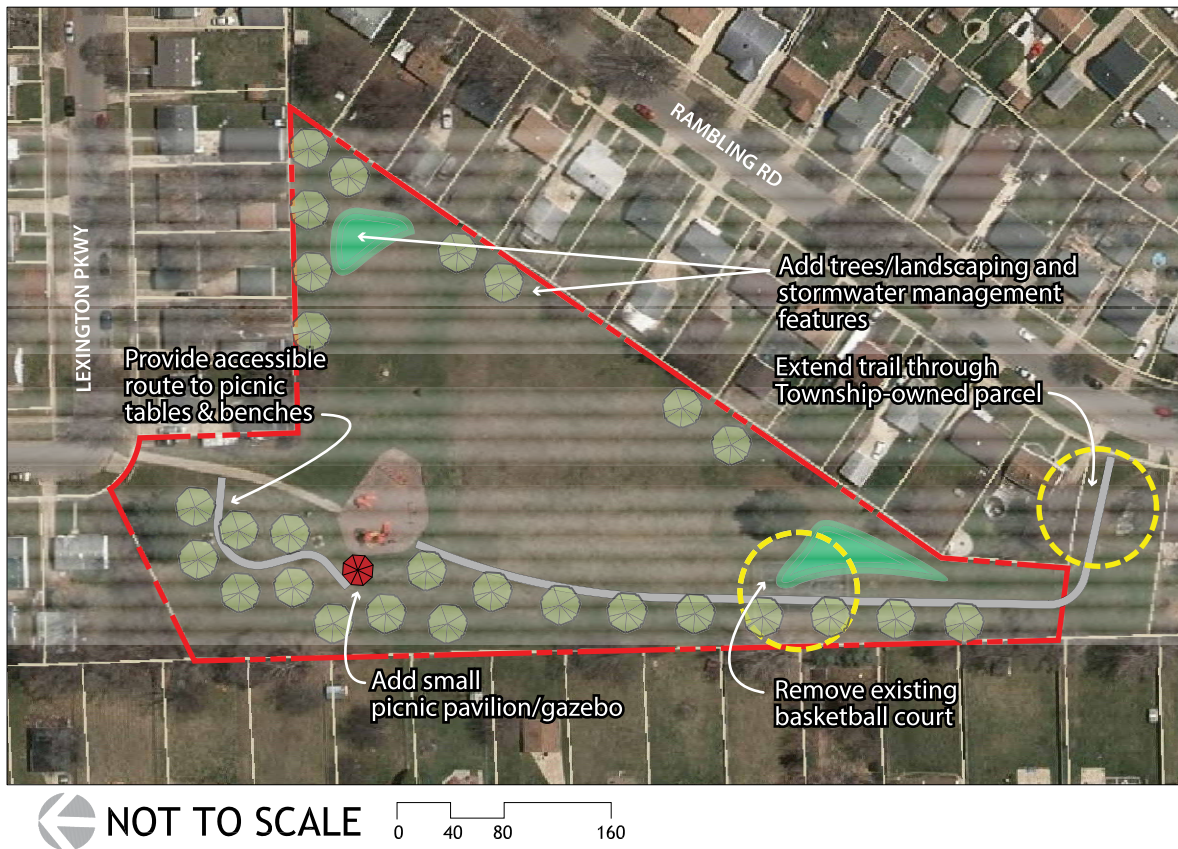 RAMBLING RD
LEXINGTON PKWY
Add trees/landscaping and
stormwater management
features
Provide accessible
route to picnic
tables & benches
Extend trail through
Township-owned parcel
Add small
picnic pavilion/gazebo
Remove existing
basketball court
NOT TO SCALE
0 40 80 160